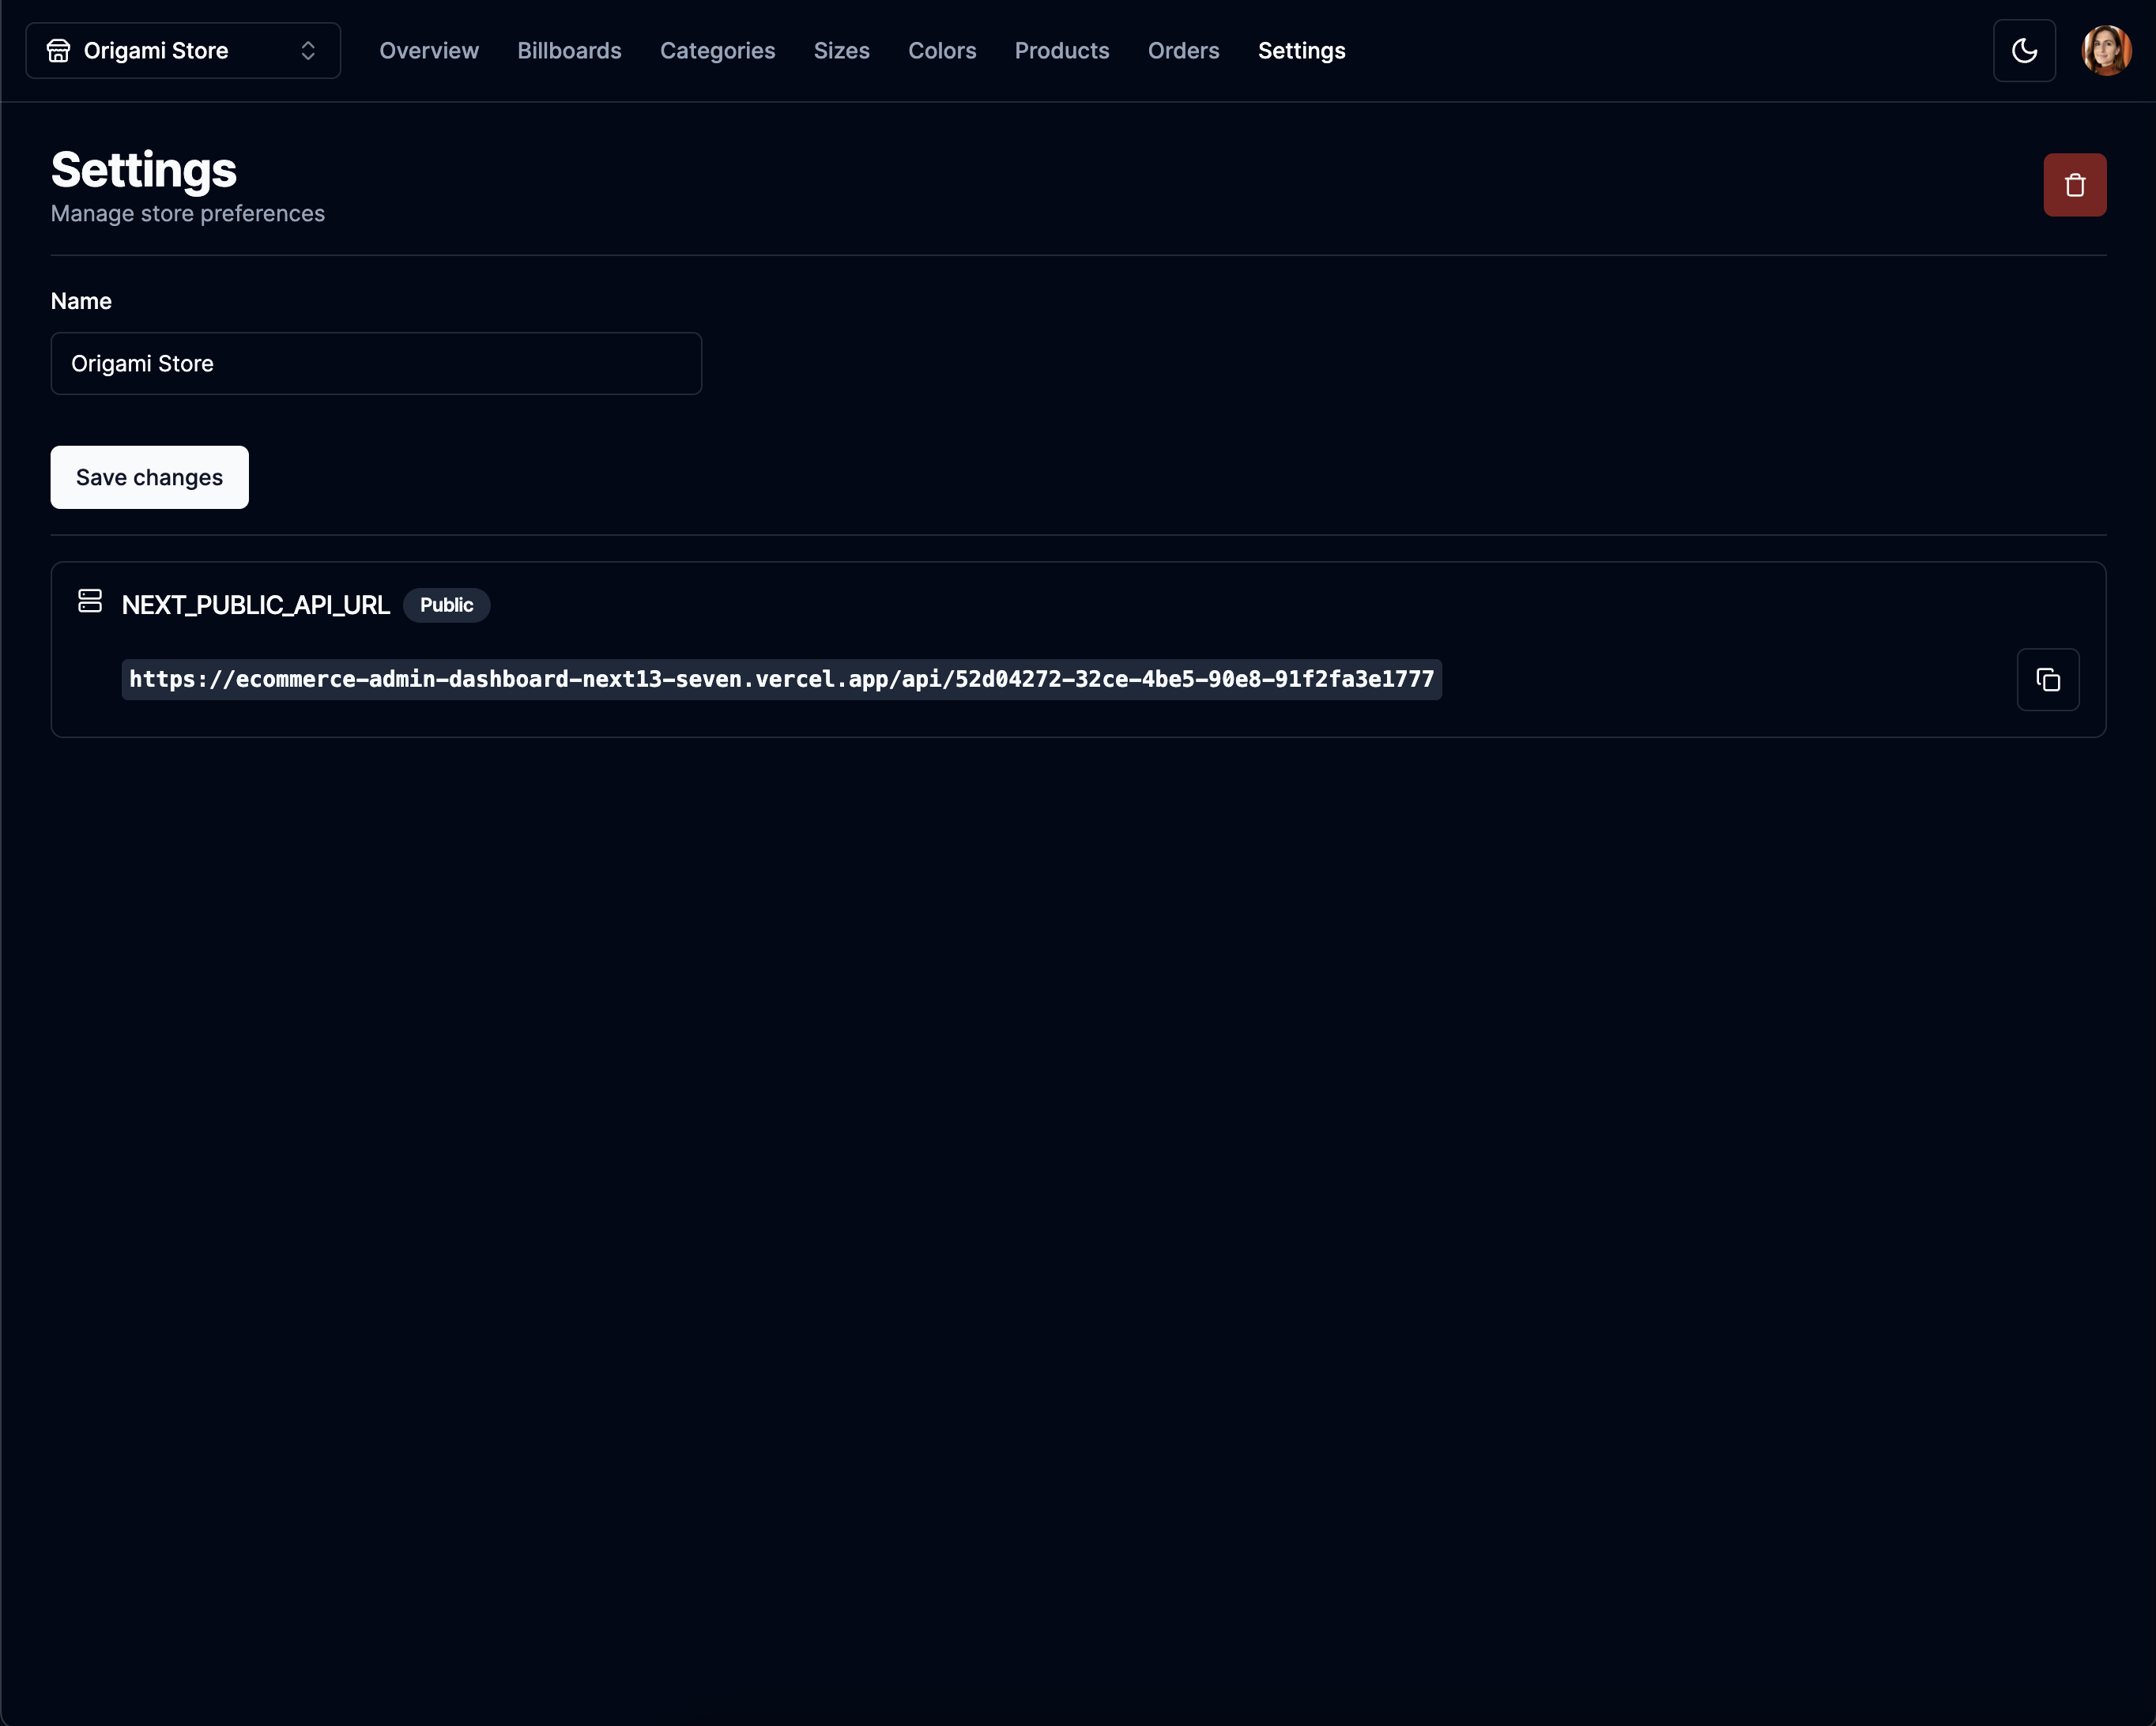 Origami Store
Overview
Billboards
Categories
Sizes
Colors
Products
Orders
Settings
Settings
Manage store preferences
Name
Origami Store
Save changes
NEXT_PUBLIC_API_URL Public
https://ecommerce-admin-dashboard-next13-seven.vercel.app/api/52d04272-32ce-4be5-90e8-91f2fa3e1777